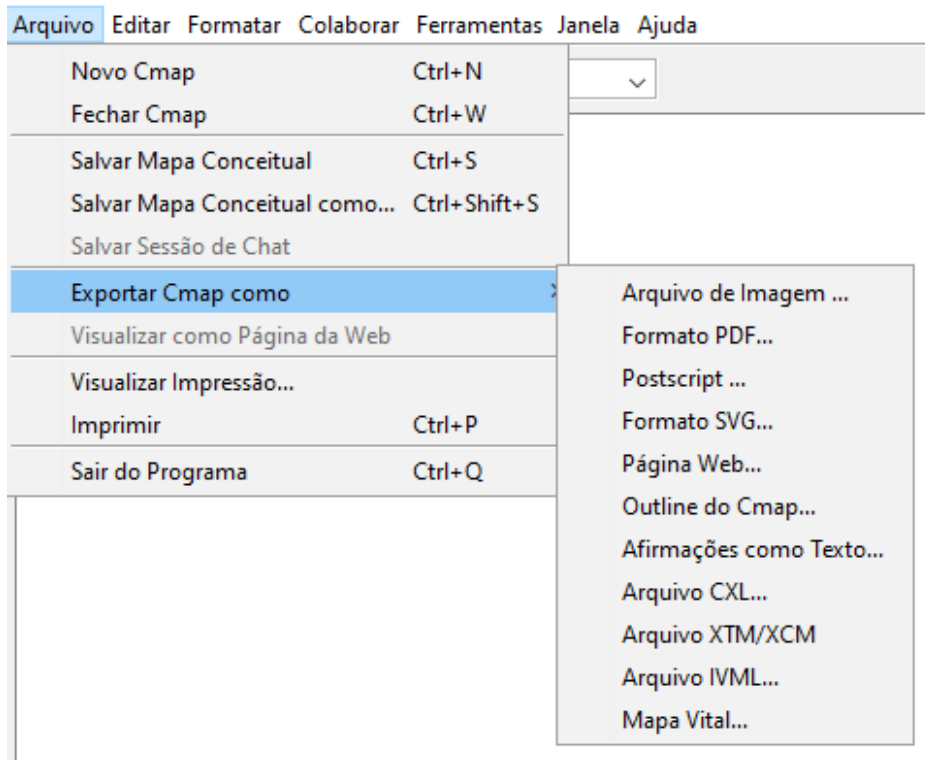 Arquivo Editar Formatar Colaborar Ferramentas Janela Ajuda
Novo Cmap Ctrl+N
Fechar Cmap Ctrl+W
Salvar Mapa Conceitual Ctrl+S
Salvar Mapa Conceitual como... Ctrl+Shift+S
Salvar Sessão de Chat
Exportar Cmap como
Visualizar como Página da Web
Visualizar Impressão...
Imprimir Ctrl+P
Sair do Programa Ctrl+Q
Arquivo de Imagem ...
Formato PDF...
Postscript ...
Formato SVG...
Página Web...
Outline do Cmap...
Afirmações como Texto...
Arquivo CXL...
Arquivo XTM/XCM
Arquivo IVML...
Mapa Vital...